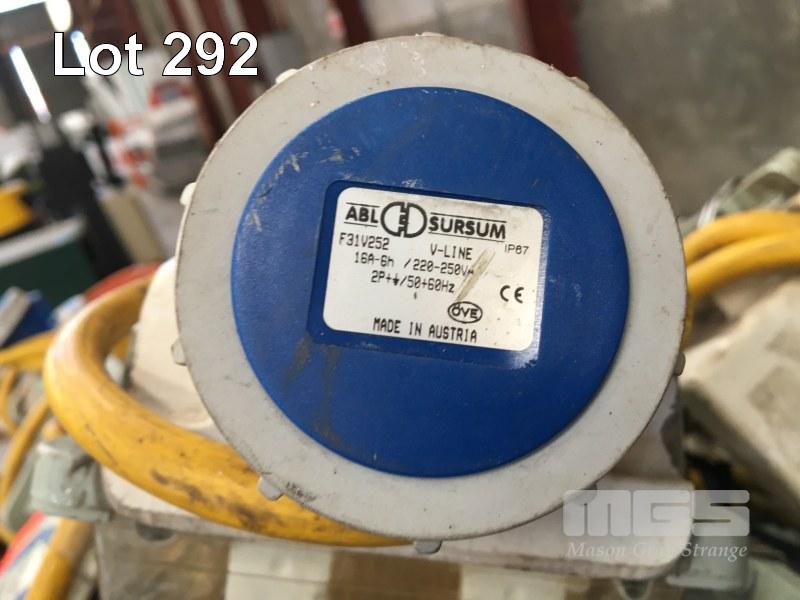 Lot 292
ABL SURSUM
F31V252 V-LINE IP67
16A-6h /220-250V~
2P+⏚/50+60Hz
ÖVE CE
MADE IN AUSTRIA
MGS
Mason Gray Strange